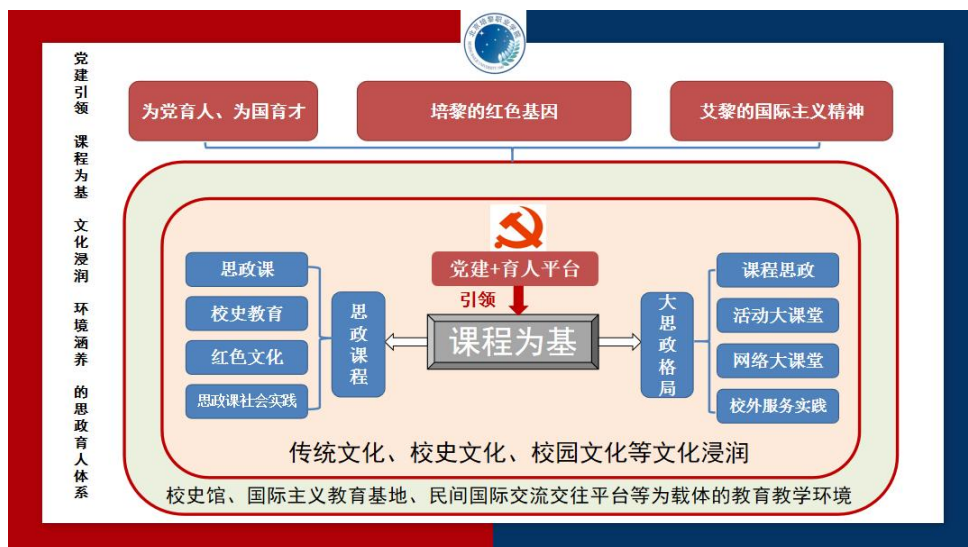 北京培黎职业学院
党建引领 课程为基 文化浸润 环境涵养 的思政育人体系
为党育人、为国育才
培黎的红色基因
艾黎的国际主义精神
党建+育人平台
引领
课程为基
思政课程
思政课
校史教育
红色文化
思政课社会实践
大思政格局
课程思政
活动大课堂
网络大课堂
校外服务实践
传统文化、校史文化、校园文化等文化浸润
校史馆、国际主义教育基地、民间国际交流交往平台等为载体的教育教学环境